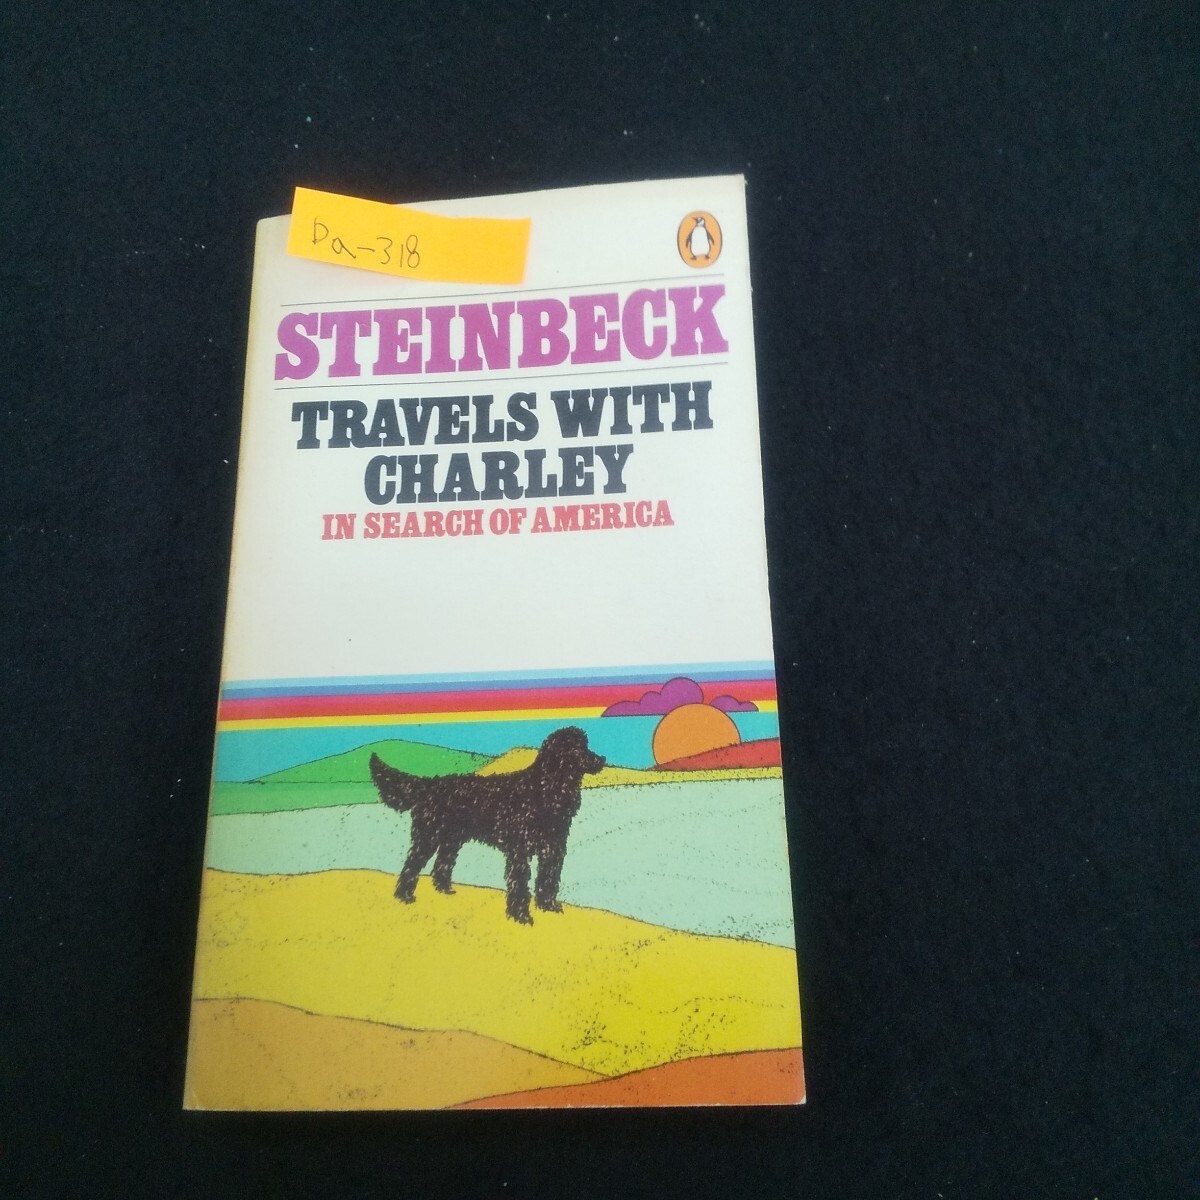 Da-318
STEINBECK
TRAVELS WITH
CHARLEY
IN SEARCH OF AMERICA